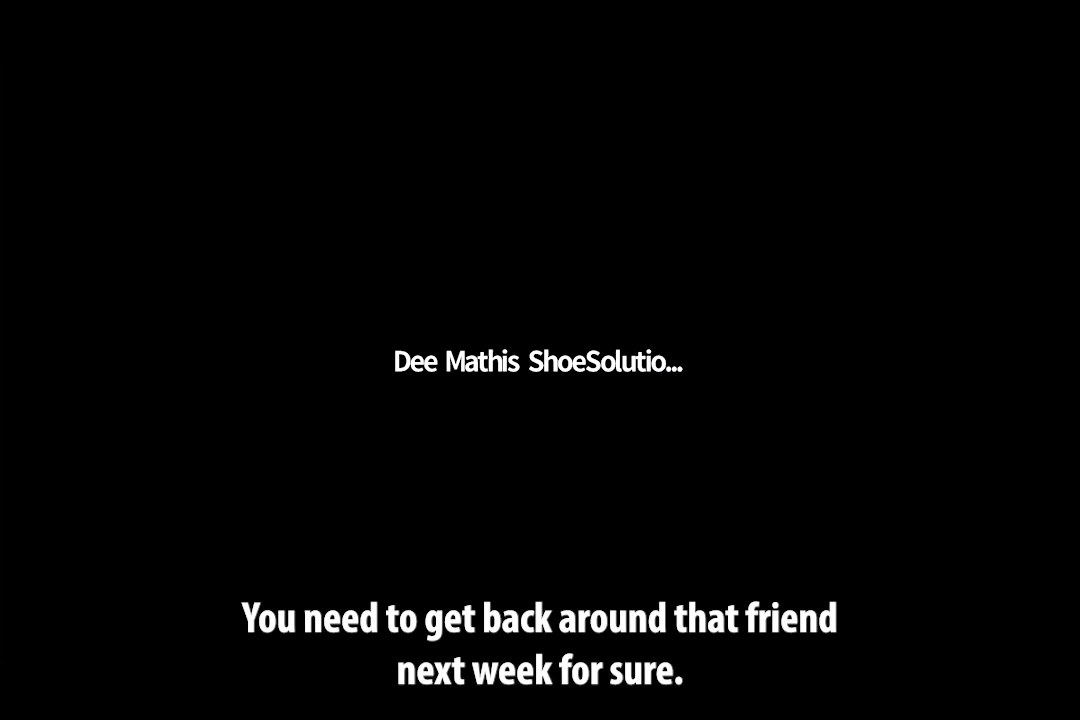 Dee Mathis ShoeSolutio...
You need to get back around that friend
next week for sure.